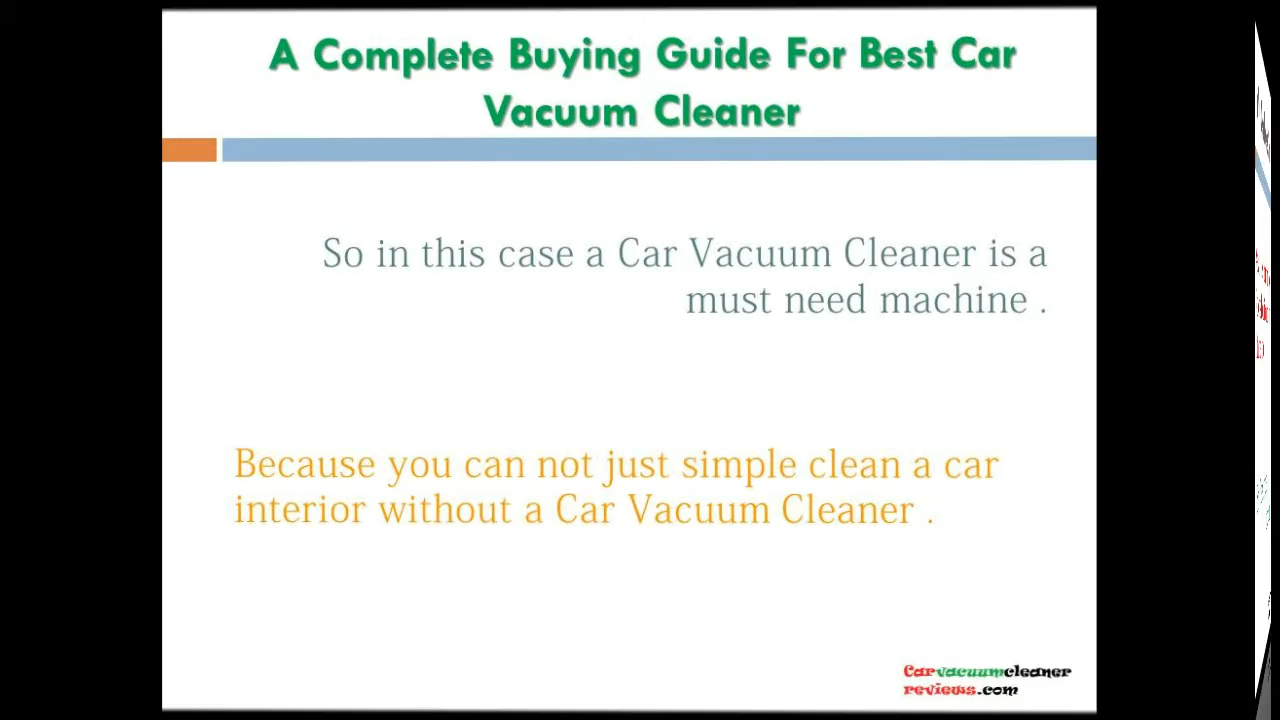 A Complete Buying Guide For Best Car
Vacuum Cleaner
So in this case a Car Vacuum Cleaner is a
must need machine .
Because you can not just simple clean a car
interior without a Car Vacuum Cleaner .
Carvacuumcleaner
reviews.com